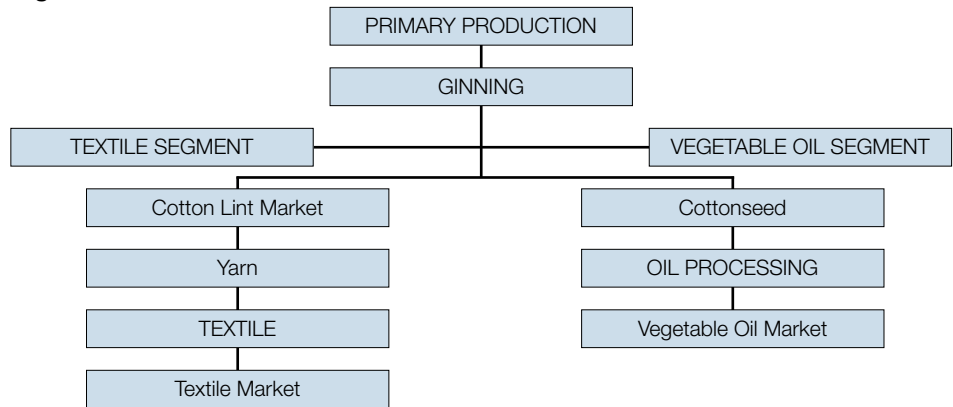 PRIMARY PRODUCTION
GINNING
TEXTILE SEGMENT
VEGETABLE OIL SEGMENT
Cotton Lint Market
Cottonseed
Yarn
OIL PROCESSING
TEXTILE
Vegetable Oil Market
Textile Market